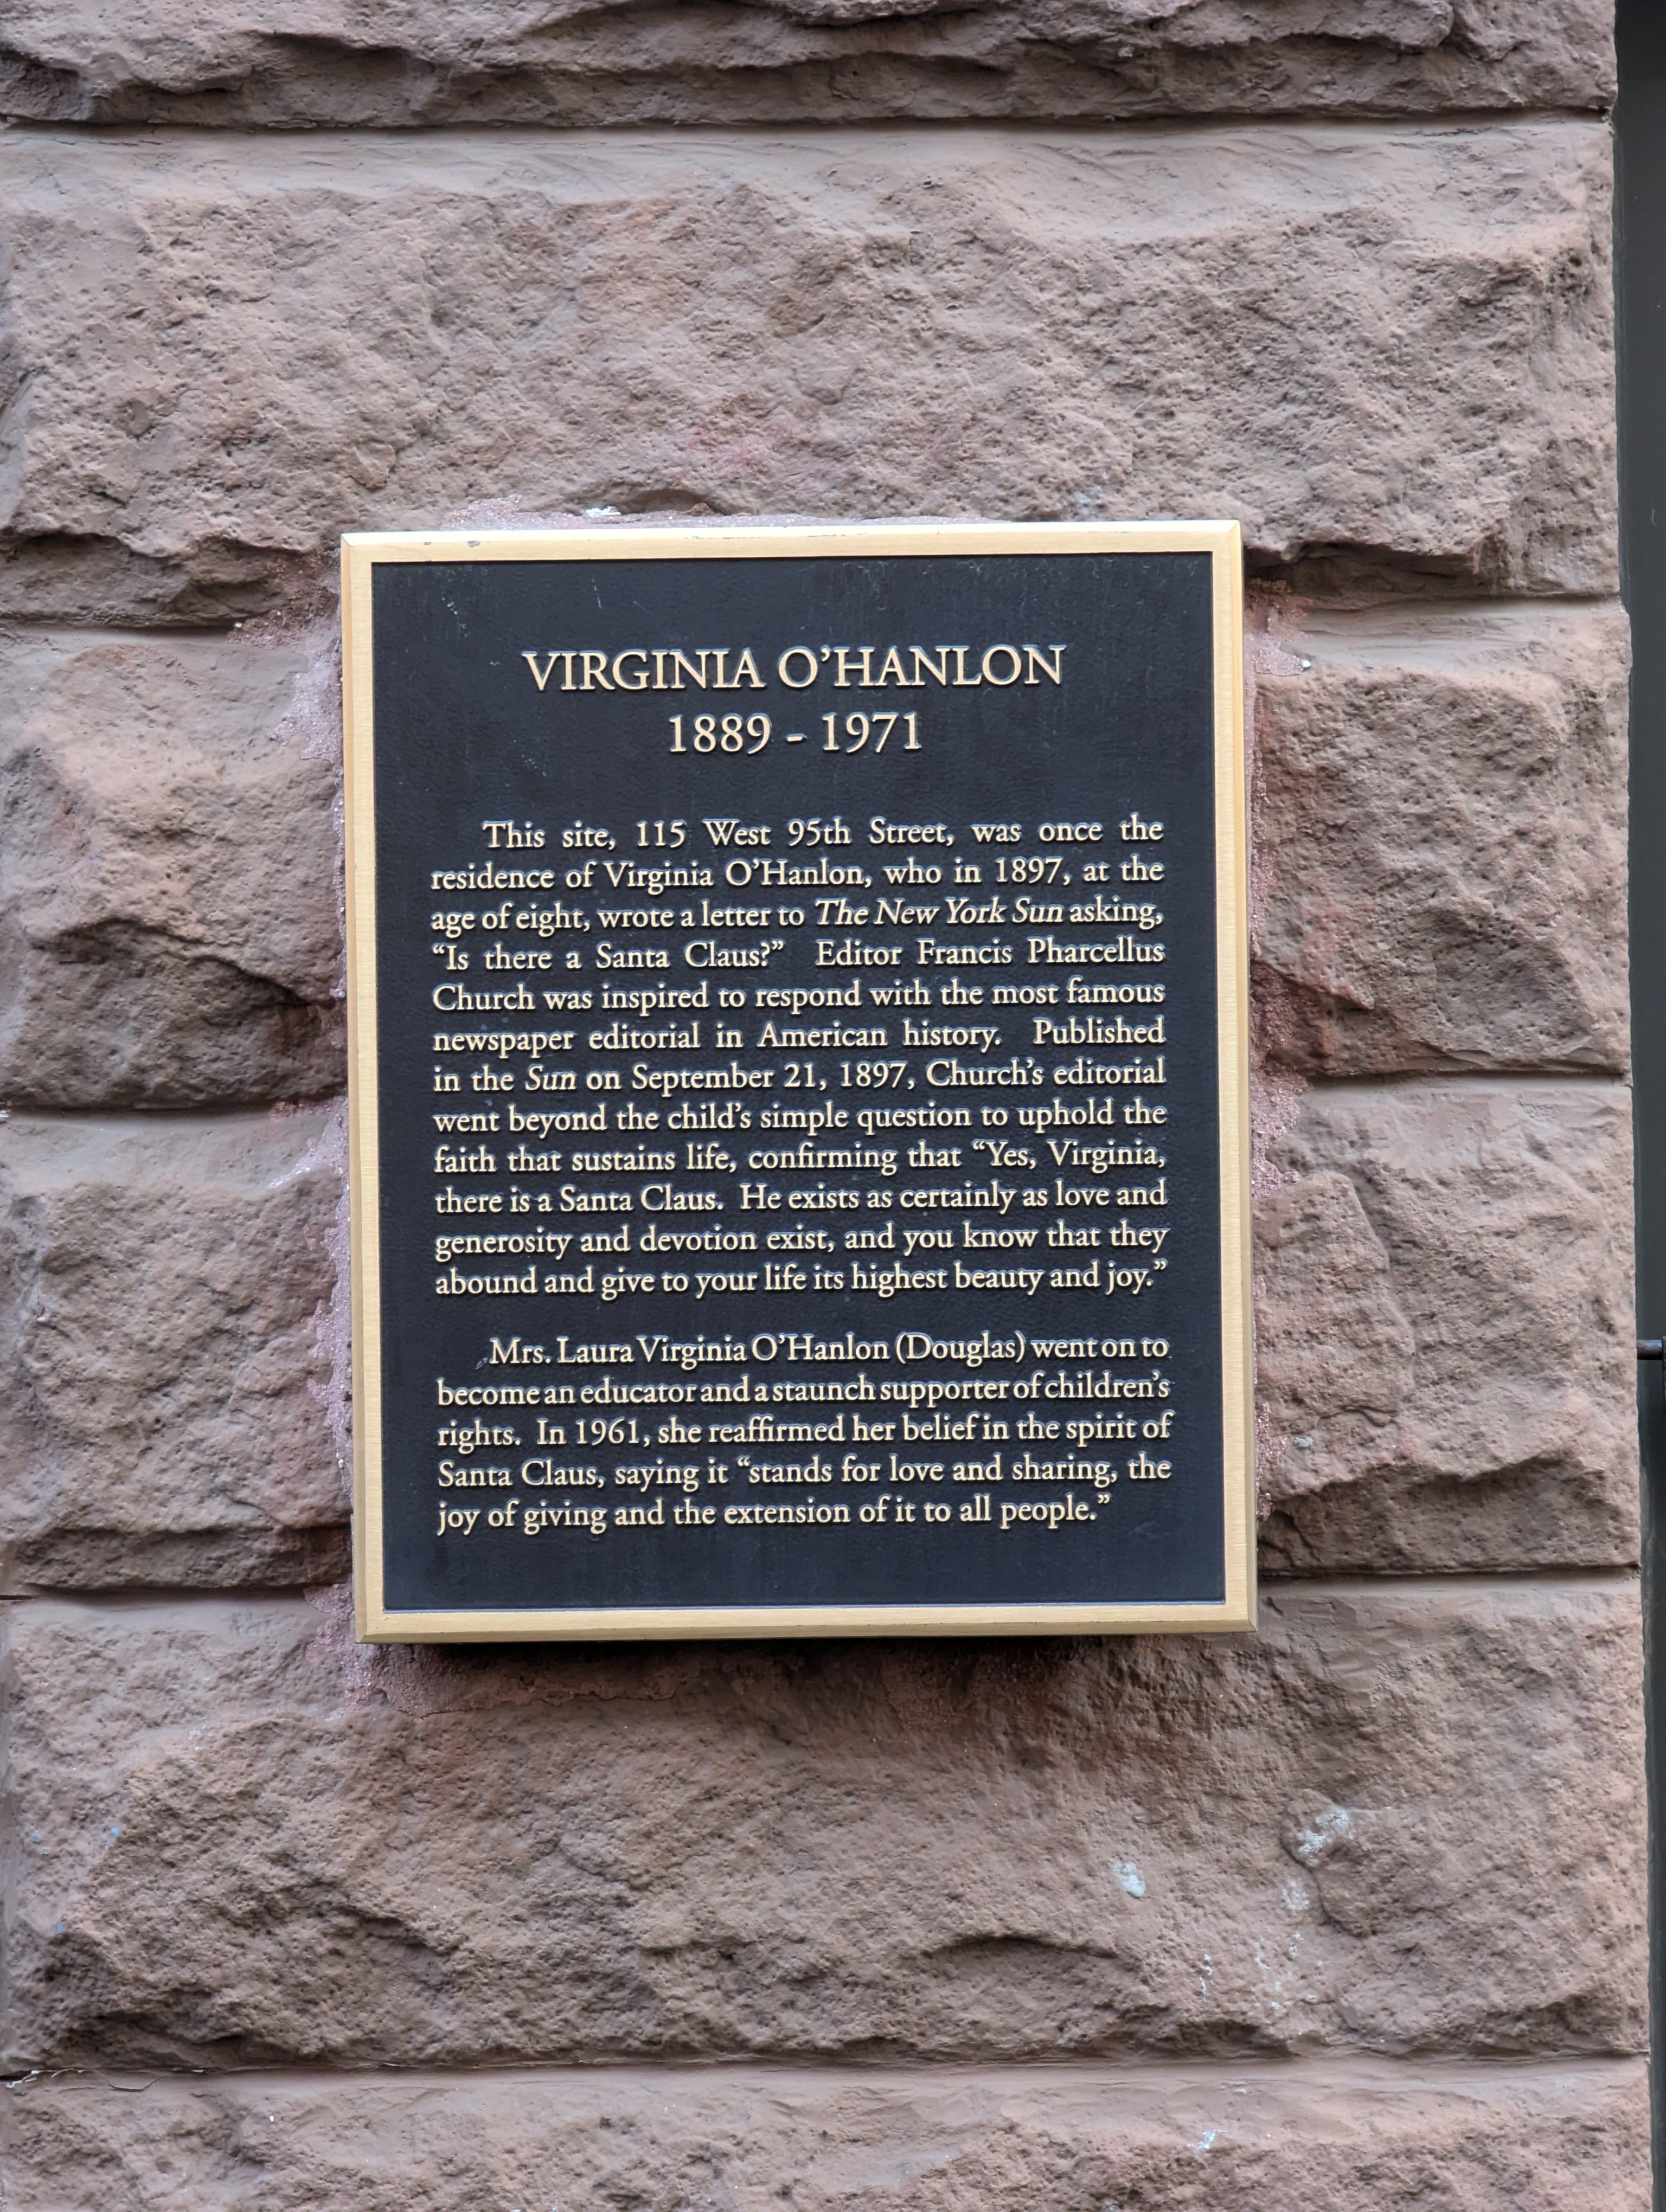 VIRGINIA O’HANLON
1889 - 1971
This site, 115 West 95th Street, was once the
residence of Virginia O’Hanlon, who in 1897, at the
age of eight, wrote a letter to The New York Sun asking,
“Is there a Santa Claus?” Editor Francis Pharcellus
Church was inspired to respond with the most famous
newspaper editorial in American history. Published
in the Sun on September 21, 1897, Church’s editorial
went beyond the child’s simple question to uphold the
faith that sustains life, confirming that “Yes, Virginia,
there is a Santa Claus. He exists as certainly as love and
generosity and devotion exist, and you know that they
abound and give to your life its highest beauty and joy.”
Mrs. Laura Virginia O’Hanlon (Douglas) went on to
become an educator and a staunch supporter of children’s
rights. In 1961, she reaffirmed her belief in the spirit of
Santa Claus, saying it “stands for love and sharing, the
joy of giving and the extension of it to all people.”